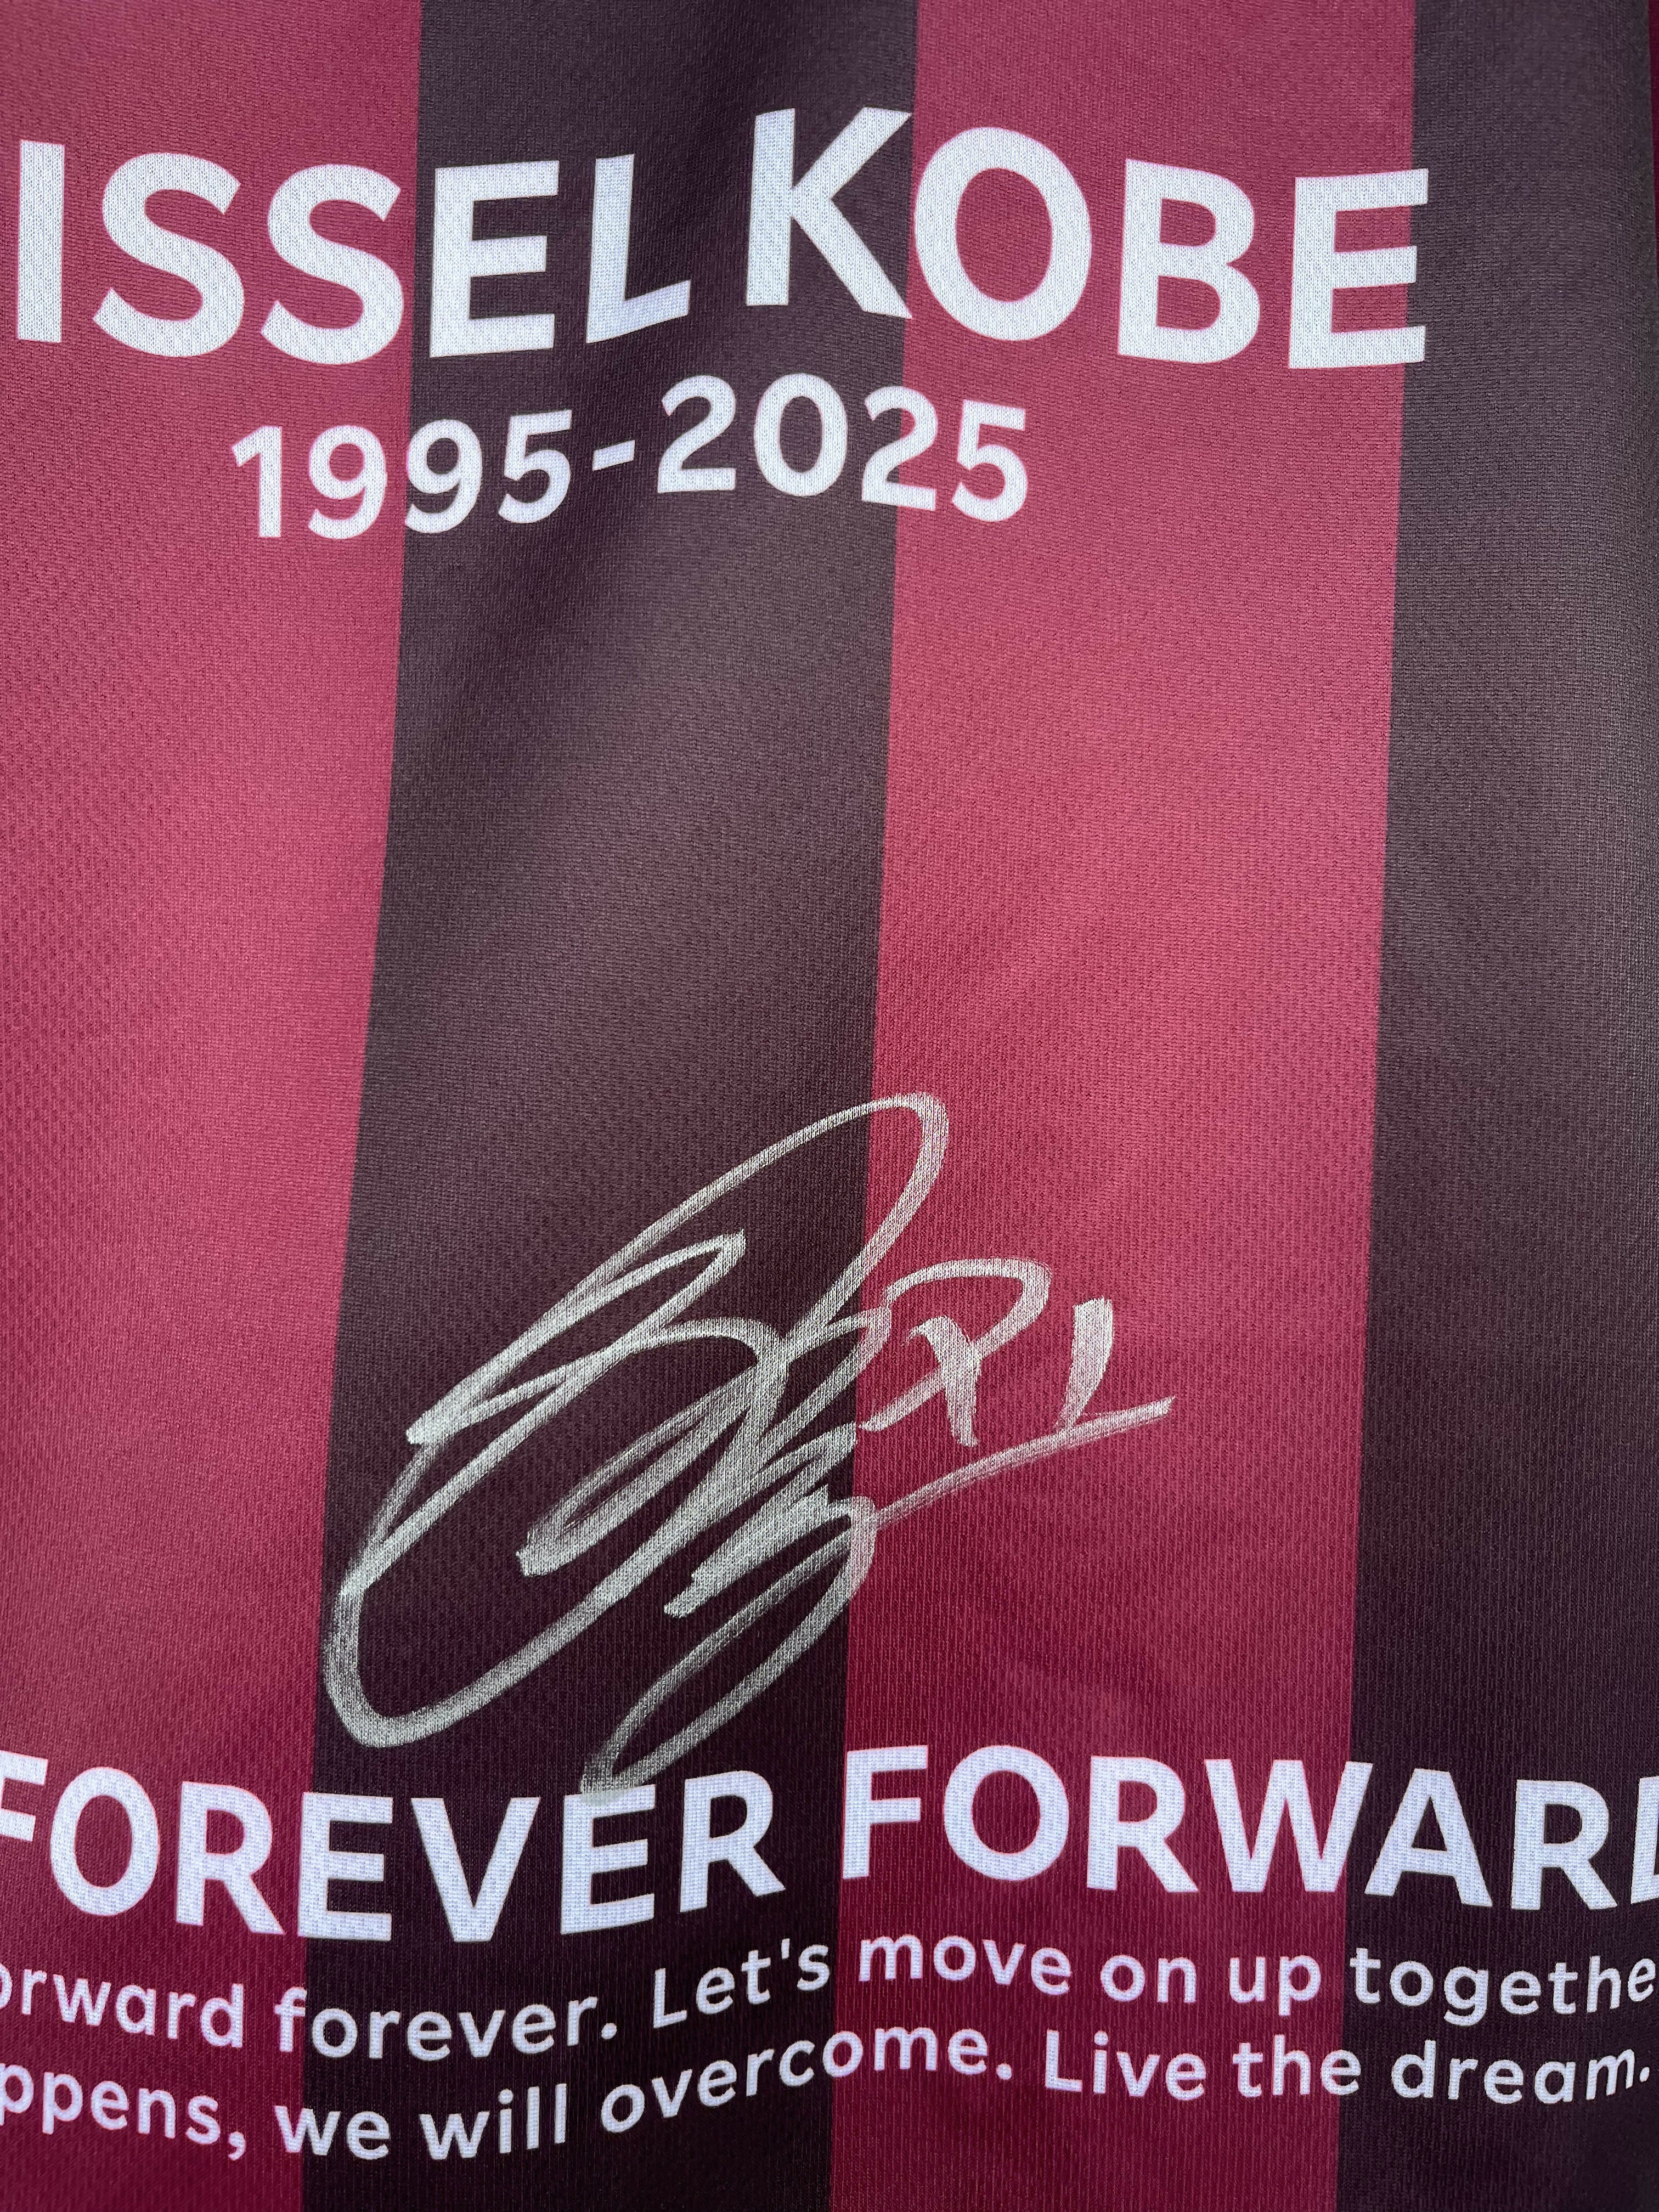 ISSEL KOBE
1995-2025
FOREVER FORWARD
orward forever. Let's move on up togethe
ppens, we will overcome. Live the dream.